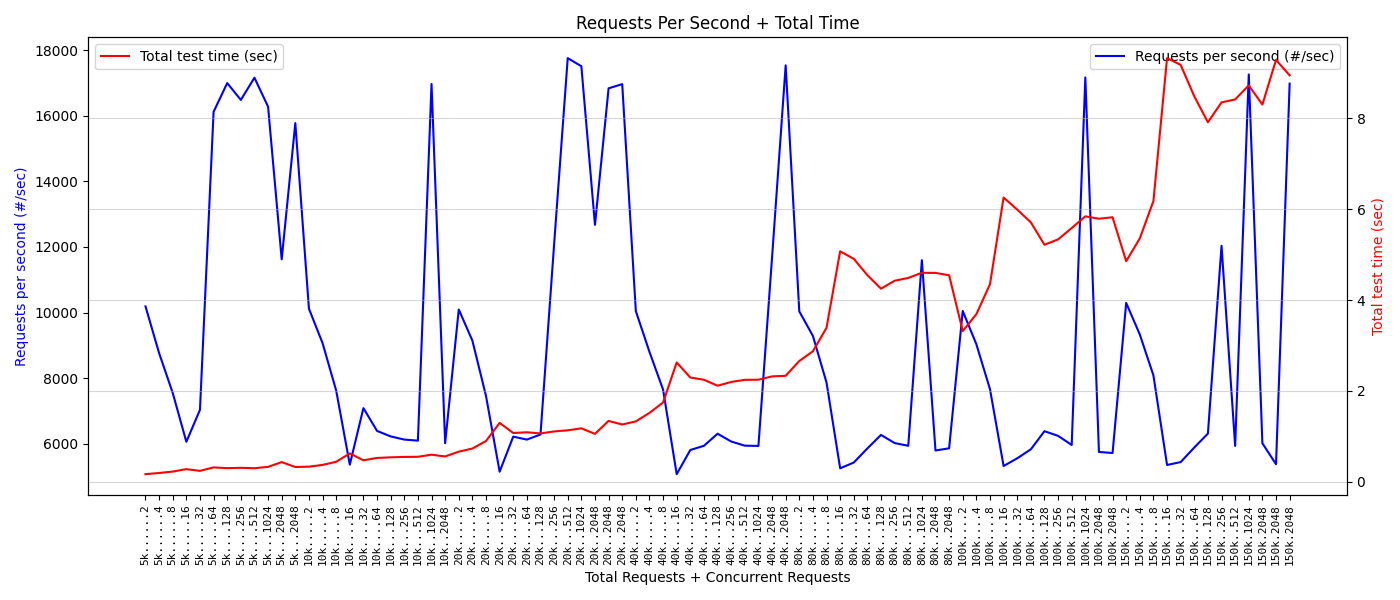 Requests Per Second + Total Time
Total test time (sec)
Requests per second (#/sec)
Requests per second (#/sec)
18000
16000
14000
12000
10000
8000
6000
8
6
4
2
0
Total test time (sec)
5k......2
5k......4
5k......8
5k.....16
5k.....32
5k.....64
5k....128
5k....256
5k....512
5k...1024
5k...2048
5k...2048
10k.....2
10k.....4
10k.....8
10k....16
10k....32
10k....64
10k...128
10k...256
10k...512
10k..1024
10k..2048
20k.....2
20k.....4
20k.....8
20k....16
20k....32
20k....64
20k...128
20k...256
20k...512
20k..1024
20k..2048
20k..2048
20k..2048
40k.....2
40k.....4
40k.....8
40k....16
40k....32
40k....64
40k...128
40k...256
40k...512
40k..1024
40k..2048
40k..2048
80k.....2
80k.....4
80k.....8
80k....16
80k....32
80k....64
80k...128
80k...256
80k...512
80k..1024
80k..2048
80k..2048
100k....2
100k....4
100k....8
100k...16
100k...32
100k...64
100k..128
100k..256
100k..512
100k.1024
100k.2048
100k.2048
150k....2
150k....4
150k....8
150k...16
150k...32
150k...64
150k..128
150k..256
150k..512
150k.1024
150k.2048
150k.2048
150k.2048
Total Requests + Concurrent Requests